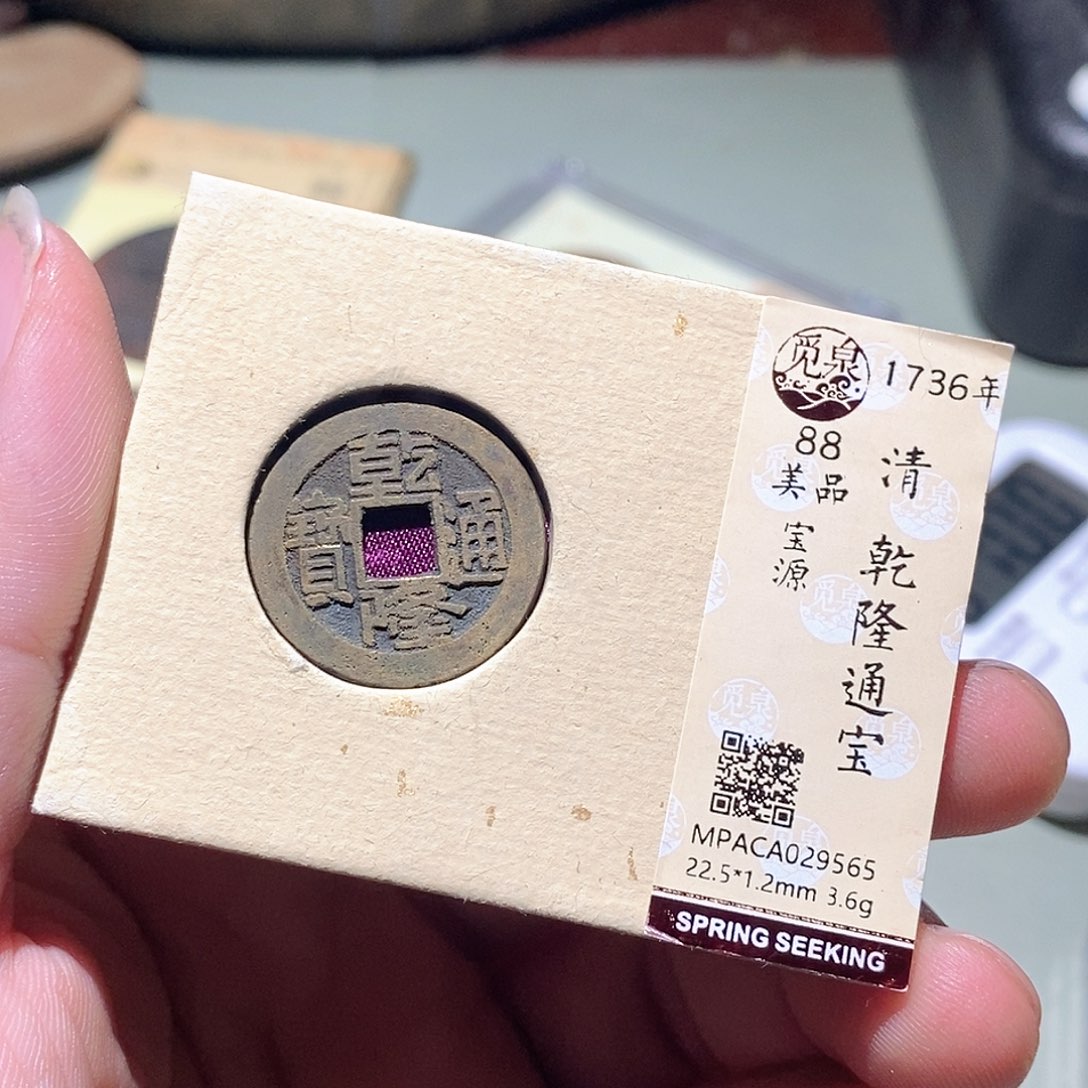 乾隆通寶
覓泉
1736年
88
美品
宝源
清
乾隆通宝
MPACA029565
22.5*1.2mm 3.6g
SPRING SEEKING